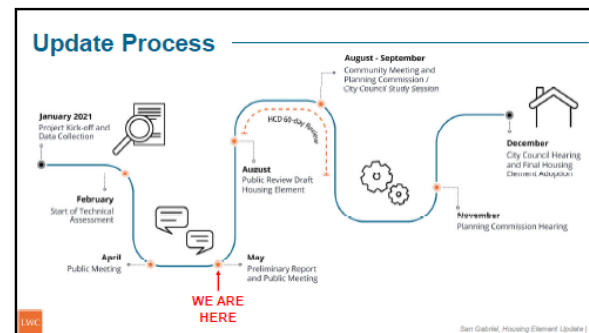 Update Process
January 2021
Project Kick-off and
Data Collection
February
Start of Technical
Assessment
April
Public Meeting
May
Preliminary Report
and Public Meeting
WE ARE
HERE
August
Public Review Draft
Housing Element
HCD 60-day Review
August - September
Community Meeting and
Planning Commission /
City Council Study Session
November
Planning Commission Hearing
December
City Council Hearing
and Final Housing
Element Adoption
LWC
San Gabriel, Housing Element Update |